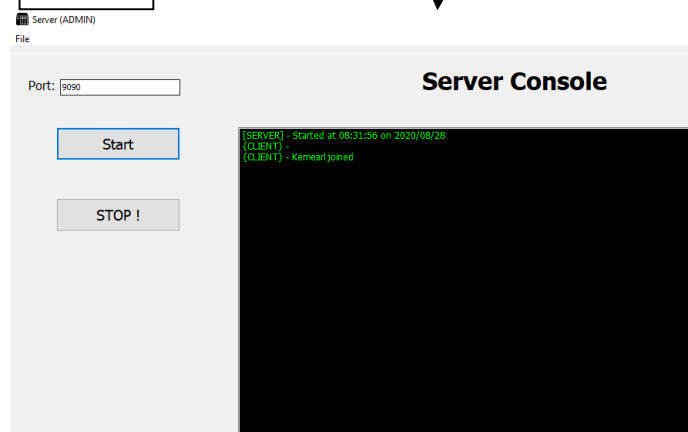 Server (ADMIN)
File
Port: 9090
Server Console
Start
STOP !
[SERVER] - Started at 08:31:56 on 2020/08/28
{CLIENT} -
{CLIENT} - Kemearl joined